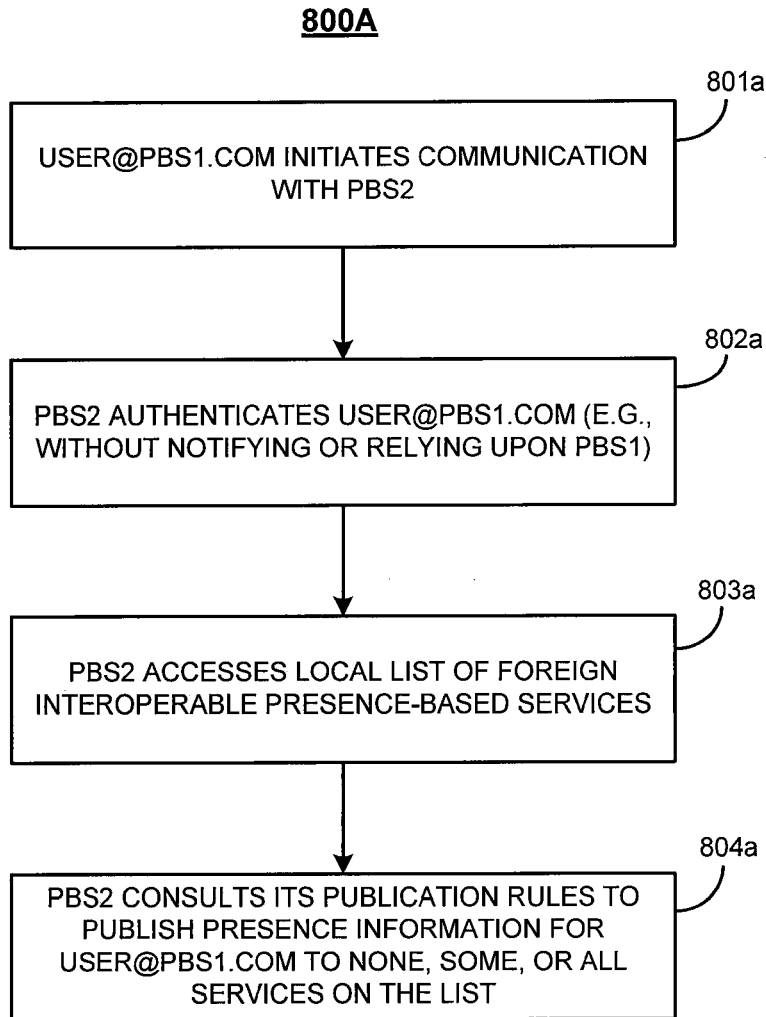 800A
801a
USER@PBS1.COM INITIATES COMMUNICATION
WITH PBS2
802a
PBS2 AUTHENTICATES USER@PBS1.COM (E.G.,
WITHOUT NOTIFYING OR RELYING UPON PBS1)
803a
PBS2 ACCESSES LOCAL LIST OF FOREIGN
INTEROPERABLE PRESENCE-BASED SERVICES
804a
PBS2 CONSULTS ITS PUBLICATION RULES TO
PUBLISH PRESENCE INFORMATION FOR
USER@PBS1.COM TO NONE, SOME, OR ALL
SERVICES ON THE LIST